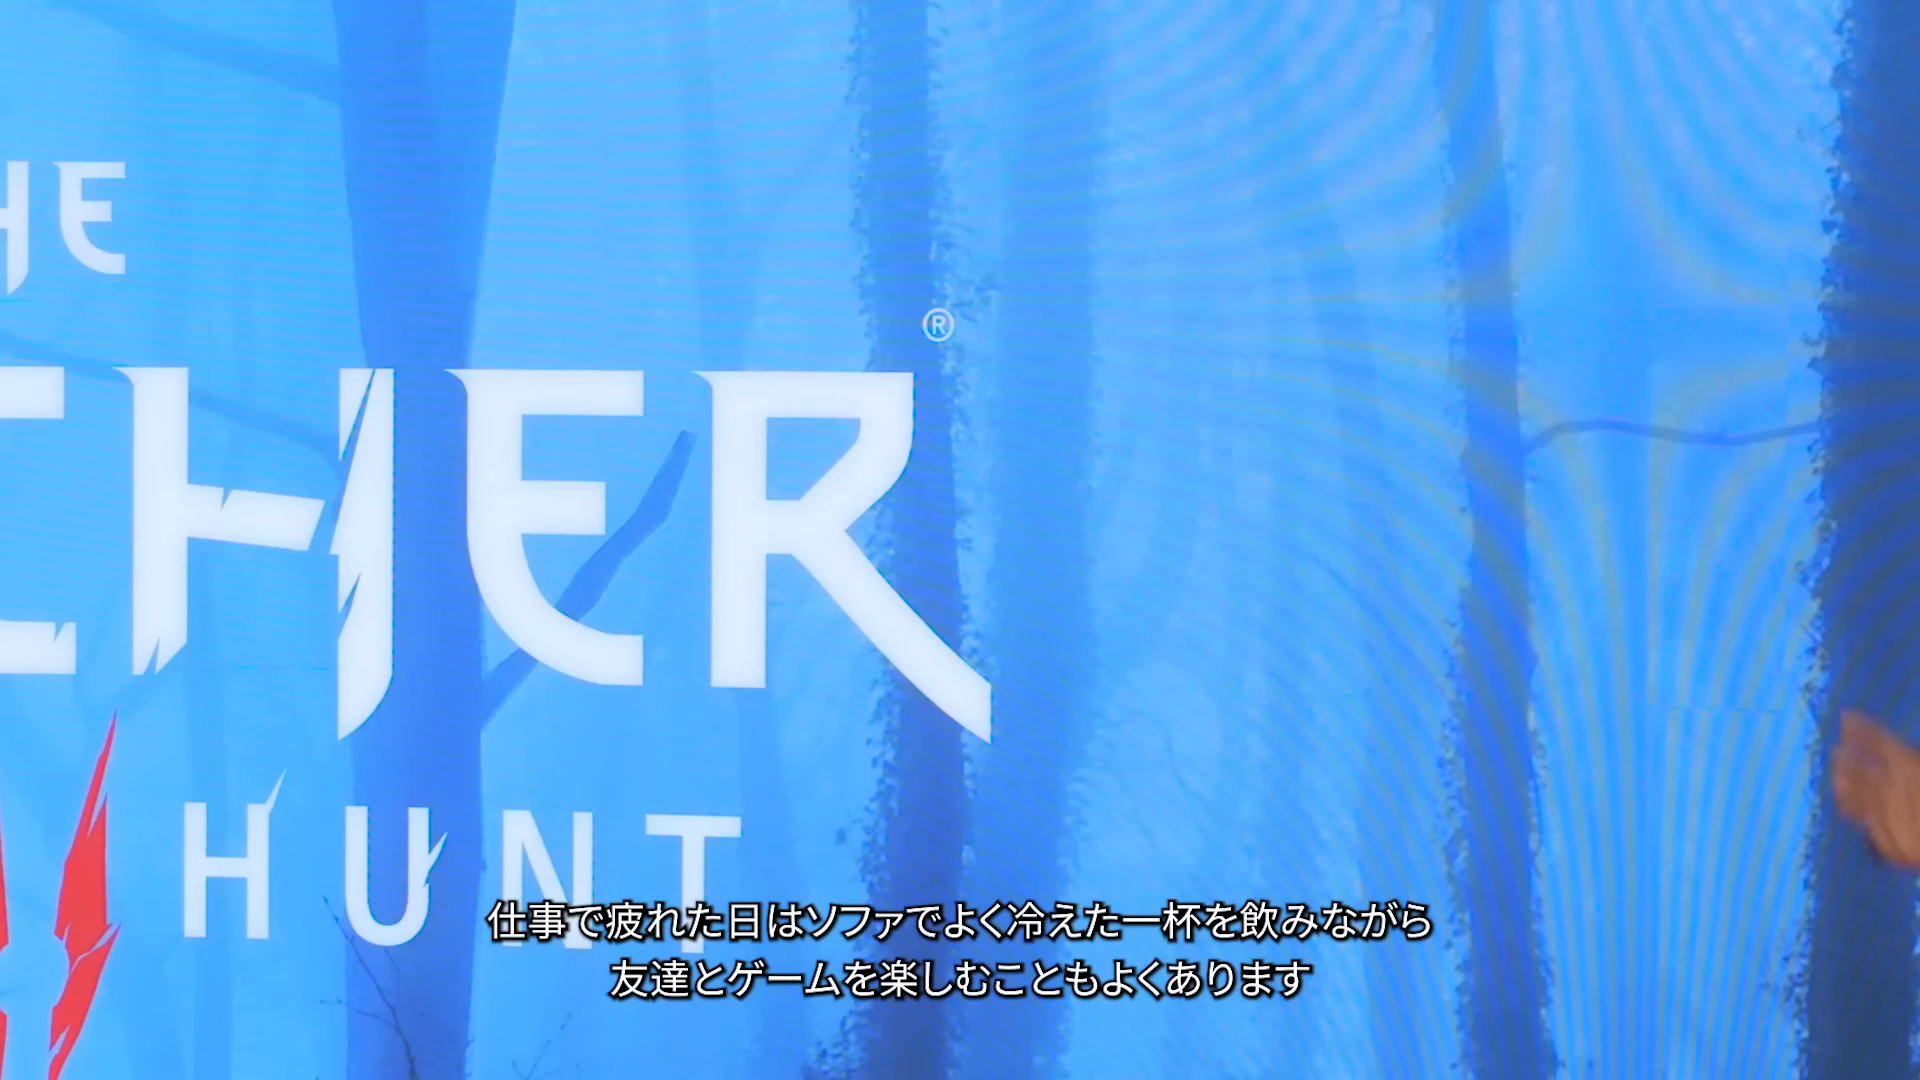 HE
®
CHER
HUNT
仕事で疲れた日はソファでよく冷えた一杯を飲みながら
友達とゲームを楽しむこともよくあります